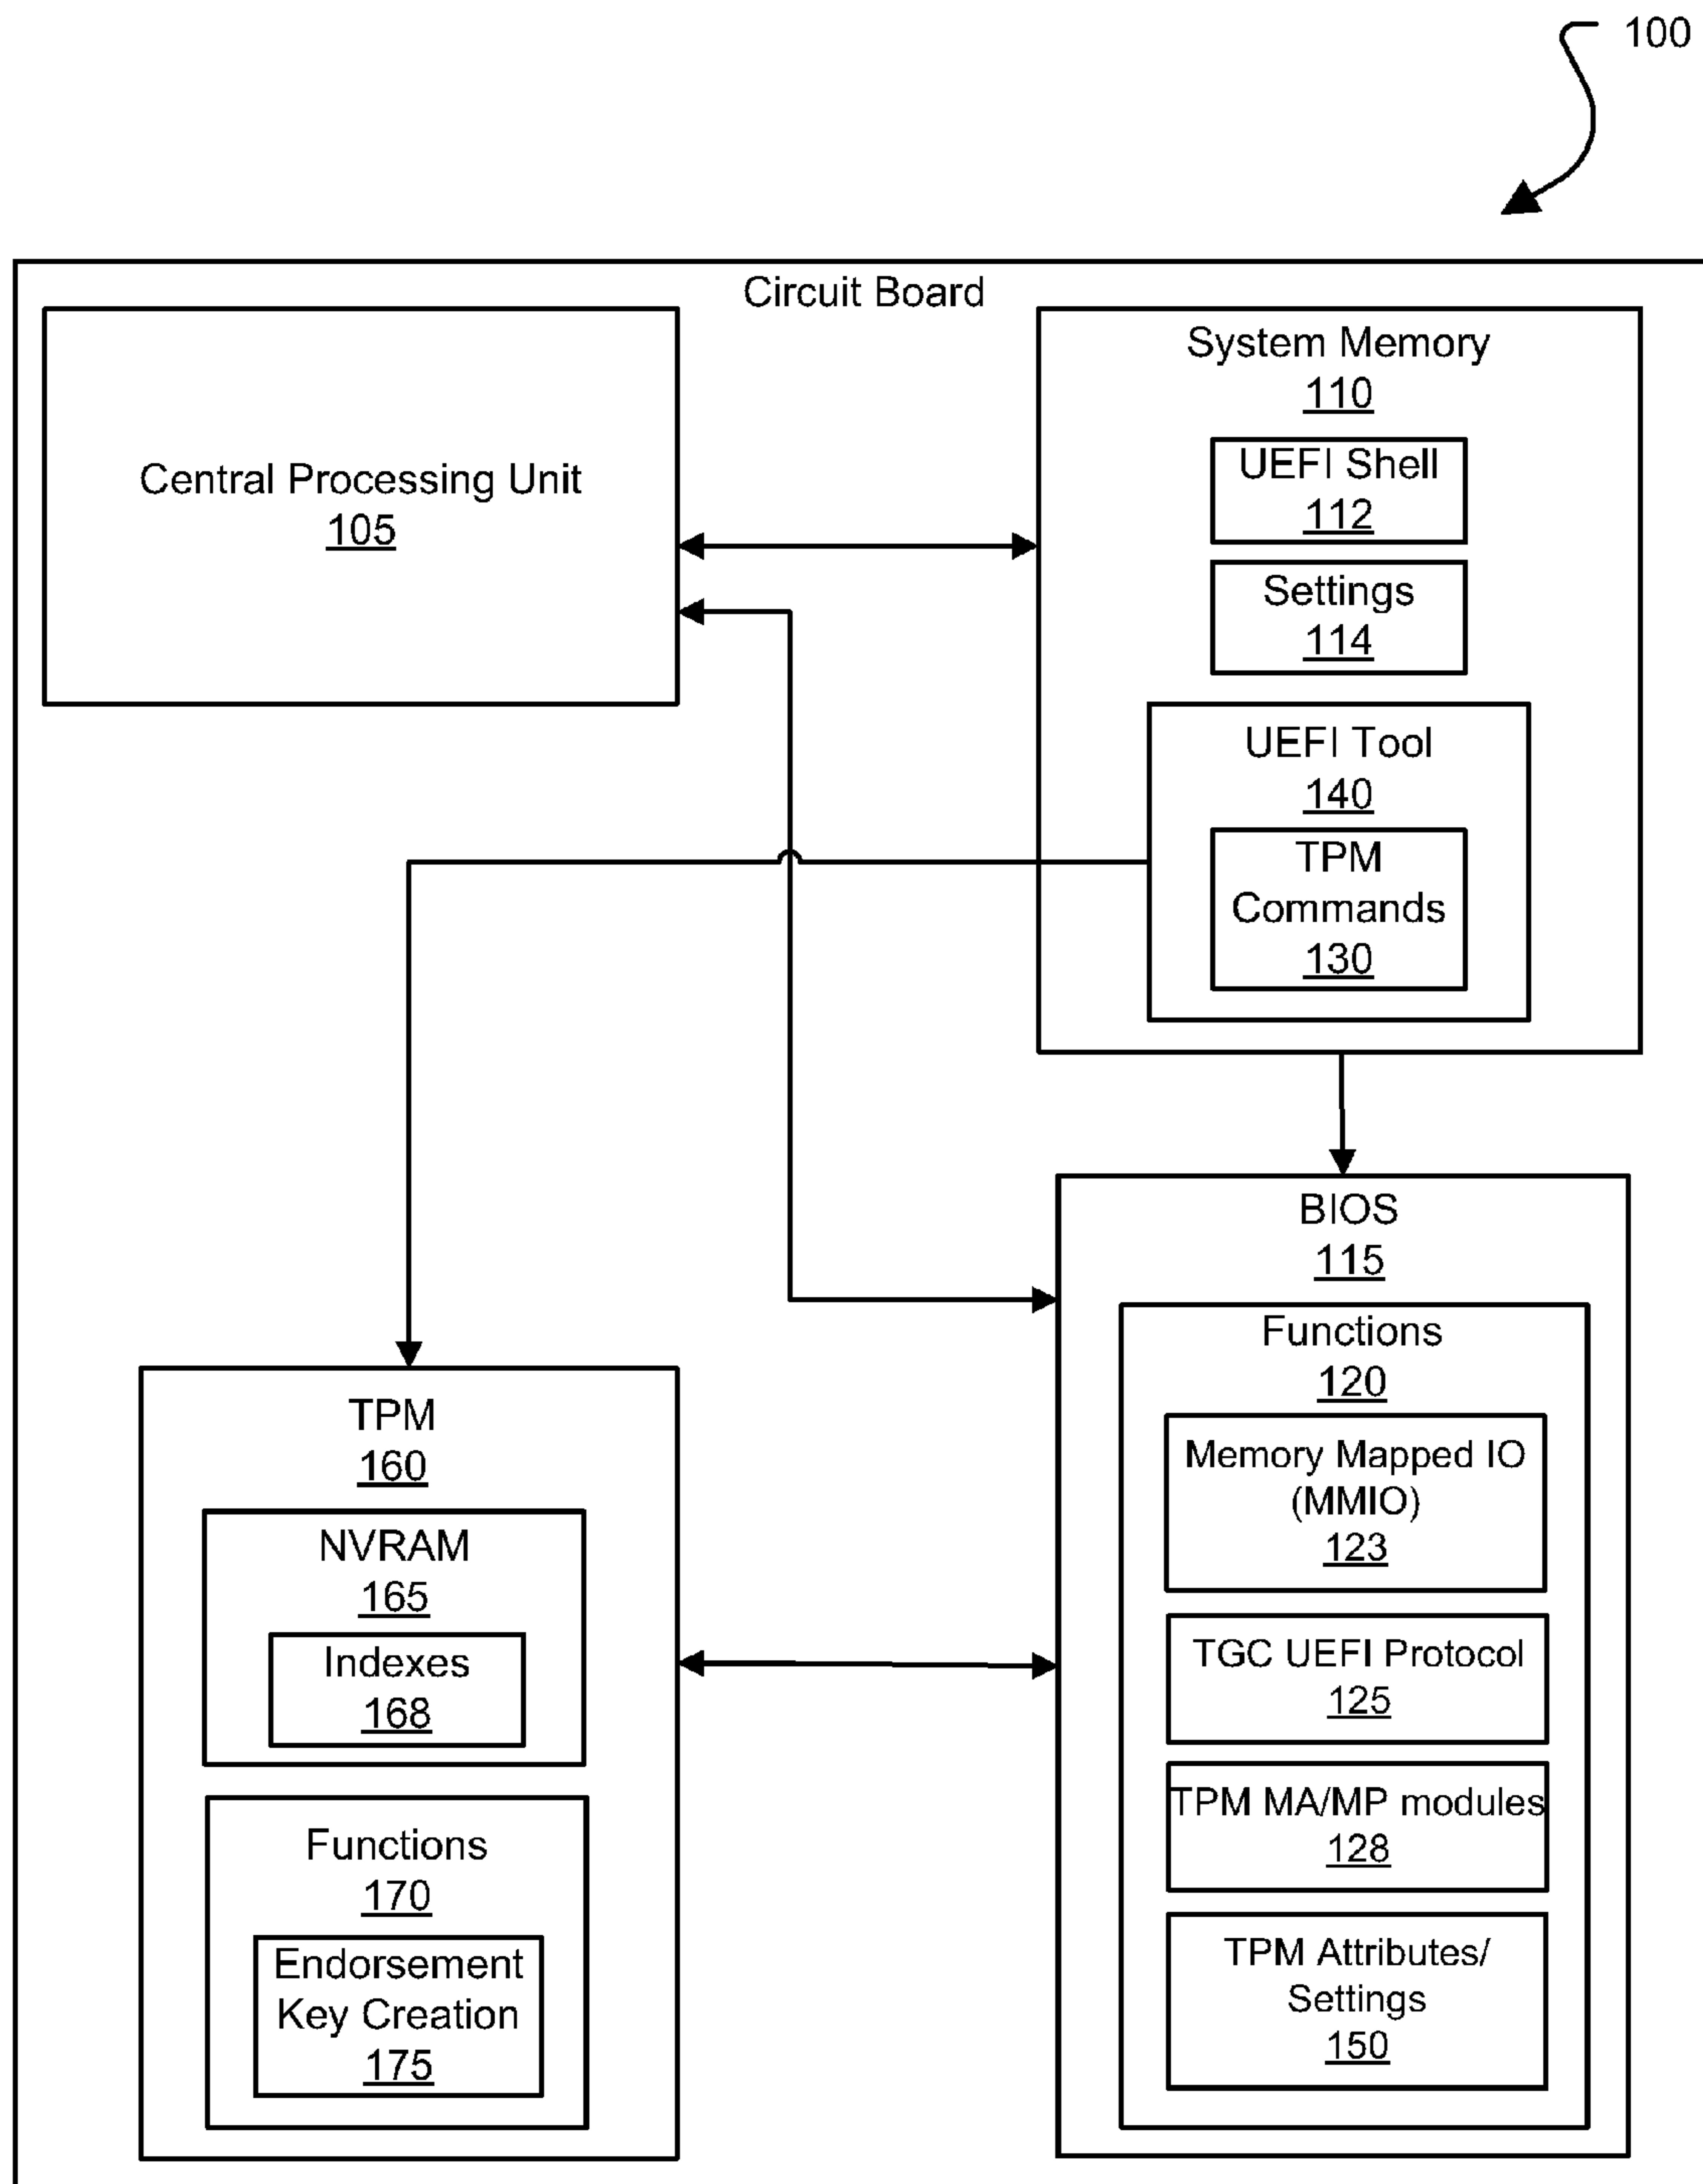 100
Circuit Board
Central Processing Unit
105
System Memory
110
UEFI Shell
112
Settings
114
UEFI Tool
140
TPM
Commands
130
BIOS
115
Functions
120
Memory Mapped IO
(MMIO)
123
TGC UEFI Protocol
125
TPM MA/MP modules
128
TPM Attributes/
Settings
150
TPM
160
NVRAM
165
Indexes
168
Functions
170
Endorsement
Key Creation
175